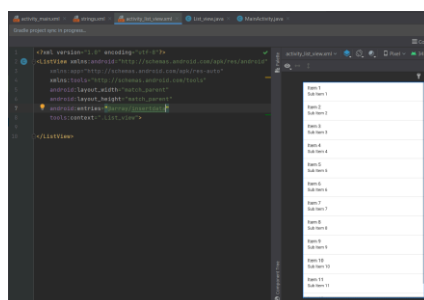 activity_main.xml
strings.xml
activity_list_view.xml
List_view.java
MainActivity.java
Gradle project sync in progress...
<?xml version="1.0" encoding="utf-8"?>
<ListView xmlns:android="http://schemas.android.com/apk/res/android"
xmlns:app="http://schemas.android.com/apk/res-auto"
xmlns:tools="http://schemas.android.com/tools"
android:layout_width="match_parent"
android:layout_height="match_parent"
android:entries="@array/
tools:context=".List_view">
</ListView>
activity_list_view.xml
Pixel
Palette
Component Tree
Item 1
Sub Item 1
Item 2
Sub Item 2
Item 3
Sub Item 3
Item 4
Sub Item 4
Item 5
Sub Item 5
Item 6
Sub Item 6
Item 7
Sub Item 7
Item 8
Sub Item 8
Item 9
Sub Item 9
Item 10
Sub Item 10
Item 11
Sub Item 11